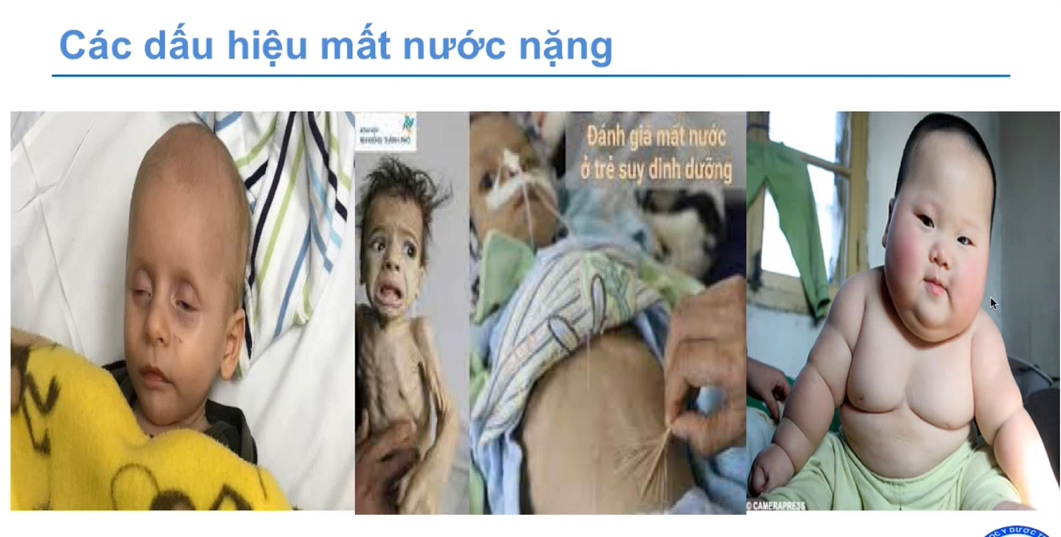 Các dấu hiệu mất nước nặng
Đánh giá mất nước
ở trẻ suy dinh dưỡng
© CAMERAPRESS